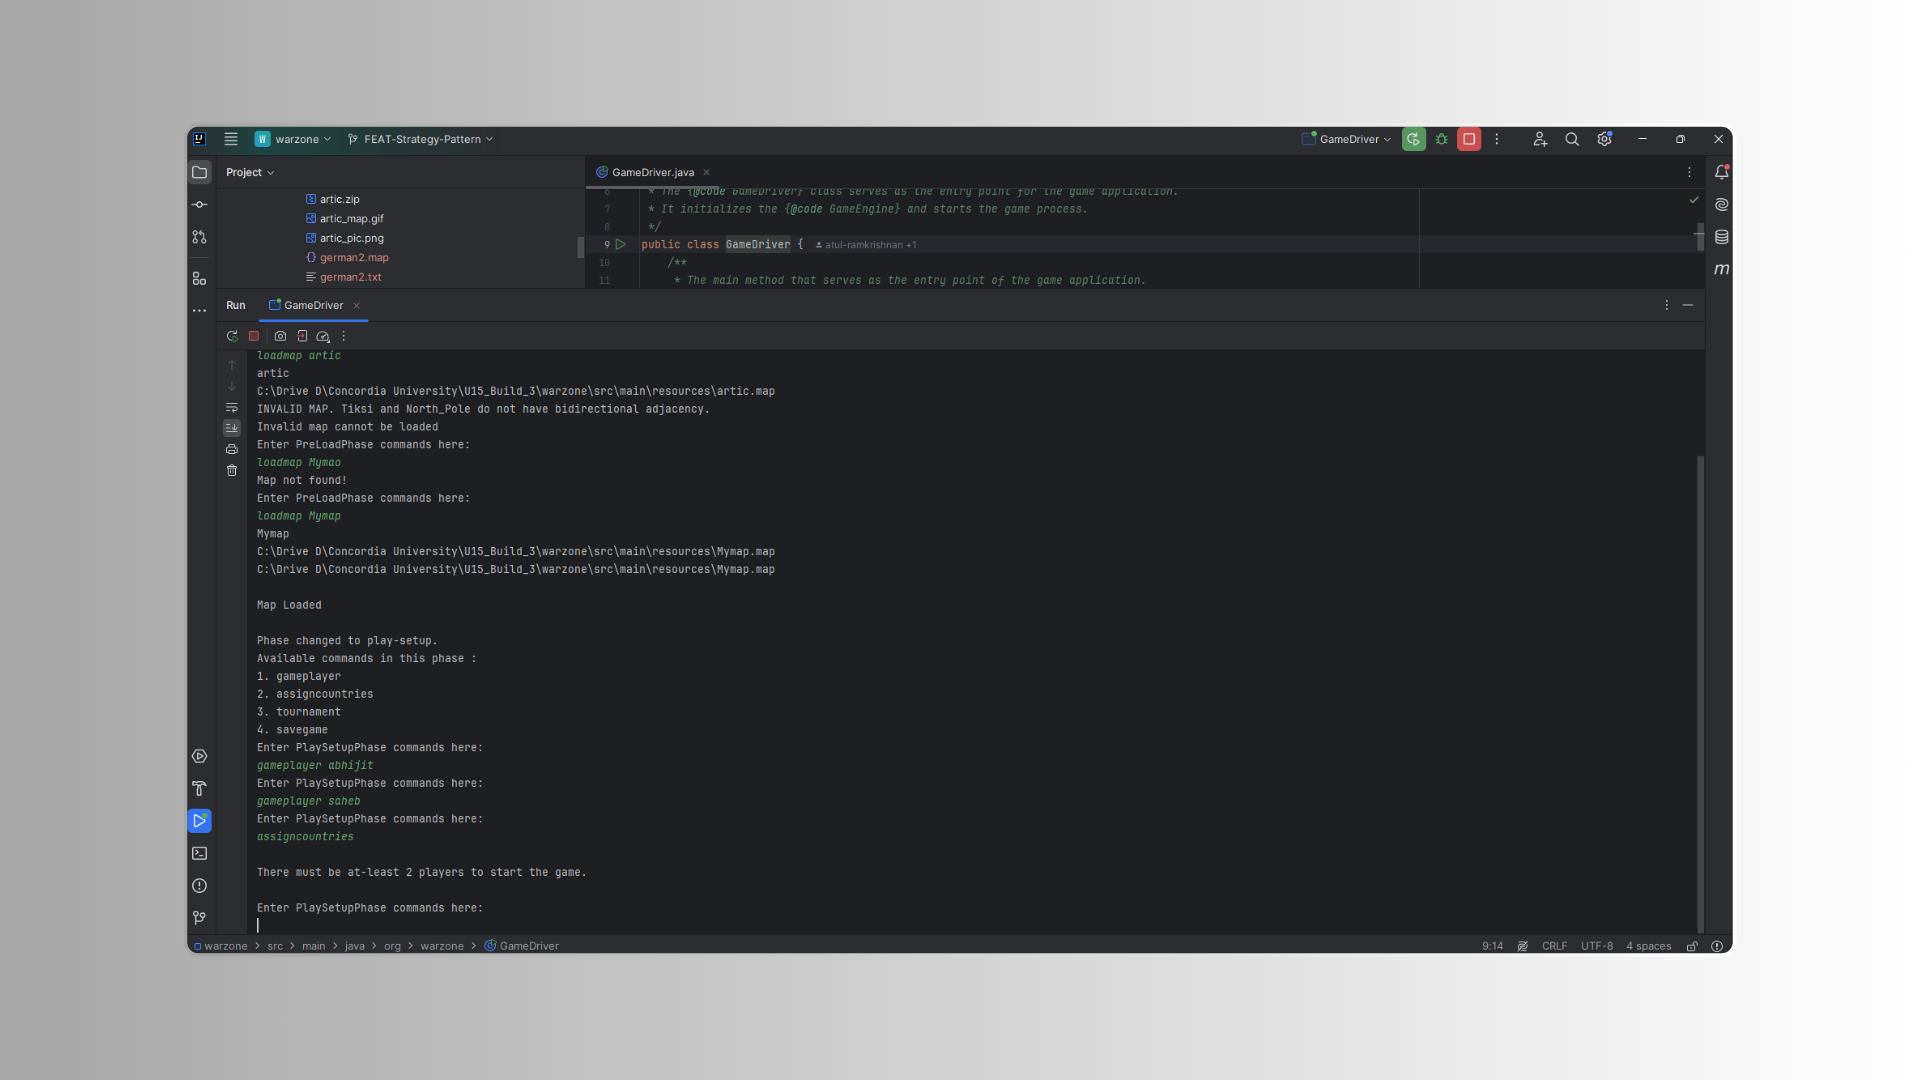 IJ
W warzone FEAT-Strategy-Pattern GameDriver
Project
artic.zip
artic_map.gif
artic_pic.png
german2.map
german2.txt
GameDriver.java
6 * The {@code GameDriver} class serves as the entry point for the game application.
7 * It initializes the {@code GameEngine} and starts the game process.
8 */
9 public class GameDriver { atul-ramkrishnan +1
10 /**
11 * The main method that serves as the entry point of the game application.
Run GameDriver
loadmap artic
artic
C:\Drive D\Concordia University\U15_Build_3\warzone\src\main\resources\artic.map
INVALID MAP. Tiksi and North_Pole do not have bidirectional adjacency.
Invalid map cannot be loaded
Enter PreLoadPhase commands here:
loadmap Mymao
Map not found!
Enter PreLoadPhase commands here:
loadmap Mymap
Mymap
C:\Drive D\Concordia University\U15_Build_3\warzone\src\main\resources\Mymap.map
C:\Drive D\Concordia University\U15_Build_3\warzone\src\main\resources\Mymap.map
Map Loaded
Phase changed to play-setup.
Available commands in this phase :
1. gameplayer
2. assigncountries
3. tournament
4. savegame
Enter PlaySetupPhase commands here:
gameplayer abhijit
Enter PlaySetupPhase commands here:
gameplayer saheb
Enter PlaySetupPhase commands here:
assigncountries
There must be at-least 2 players to start the game.
Enter PlaySetupPhase commands here:
warzone > src > main > java > org > warzone > GameDriver
9:14 CRLF UTF-8 4 spaces
m